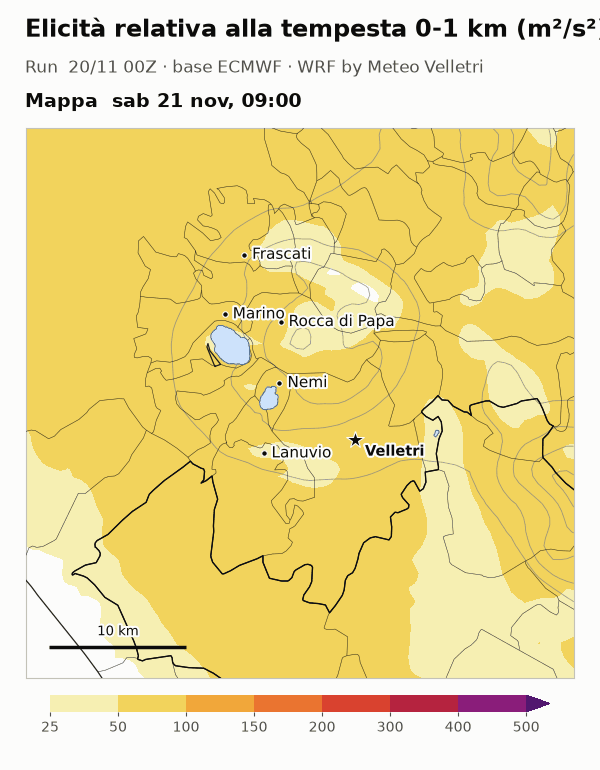 Elicità relativa alla tempesta 0-1 km (m²/s²)
Run 20/11 00Z · base ECMWF · WRF by Meteo Velletri
Mappa sab 21 nov, 09:00
Frascati
Marino
Rocca di Papa
Nemi
Velletri
Lanuvio
10 km
25 50 100 150 200 300 400 500